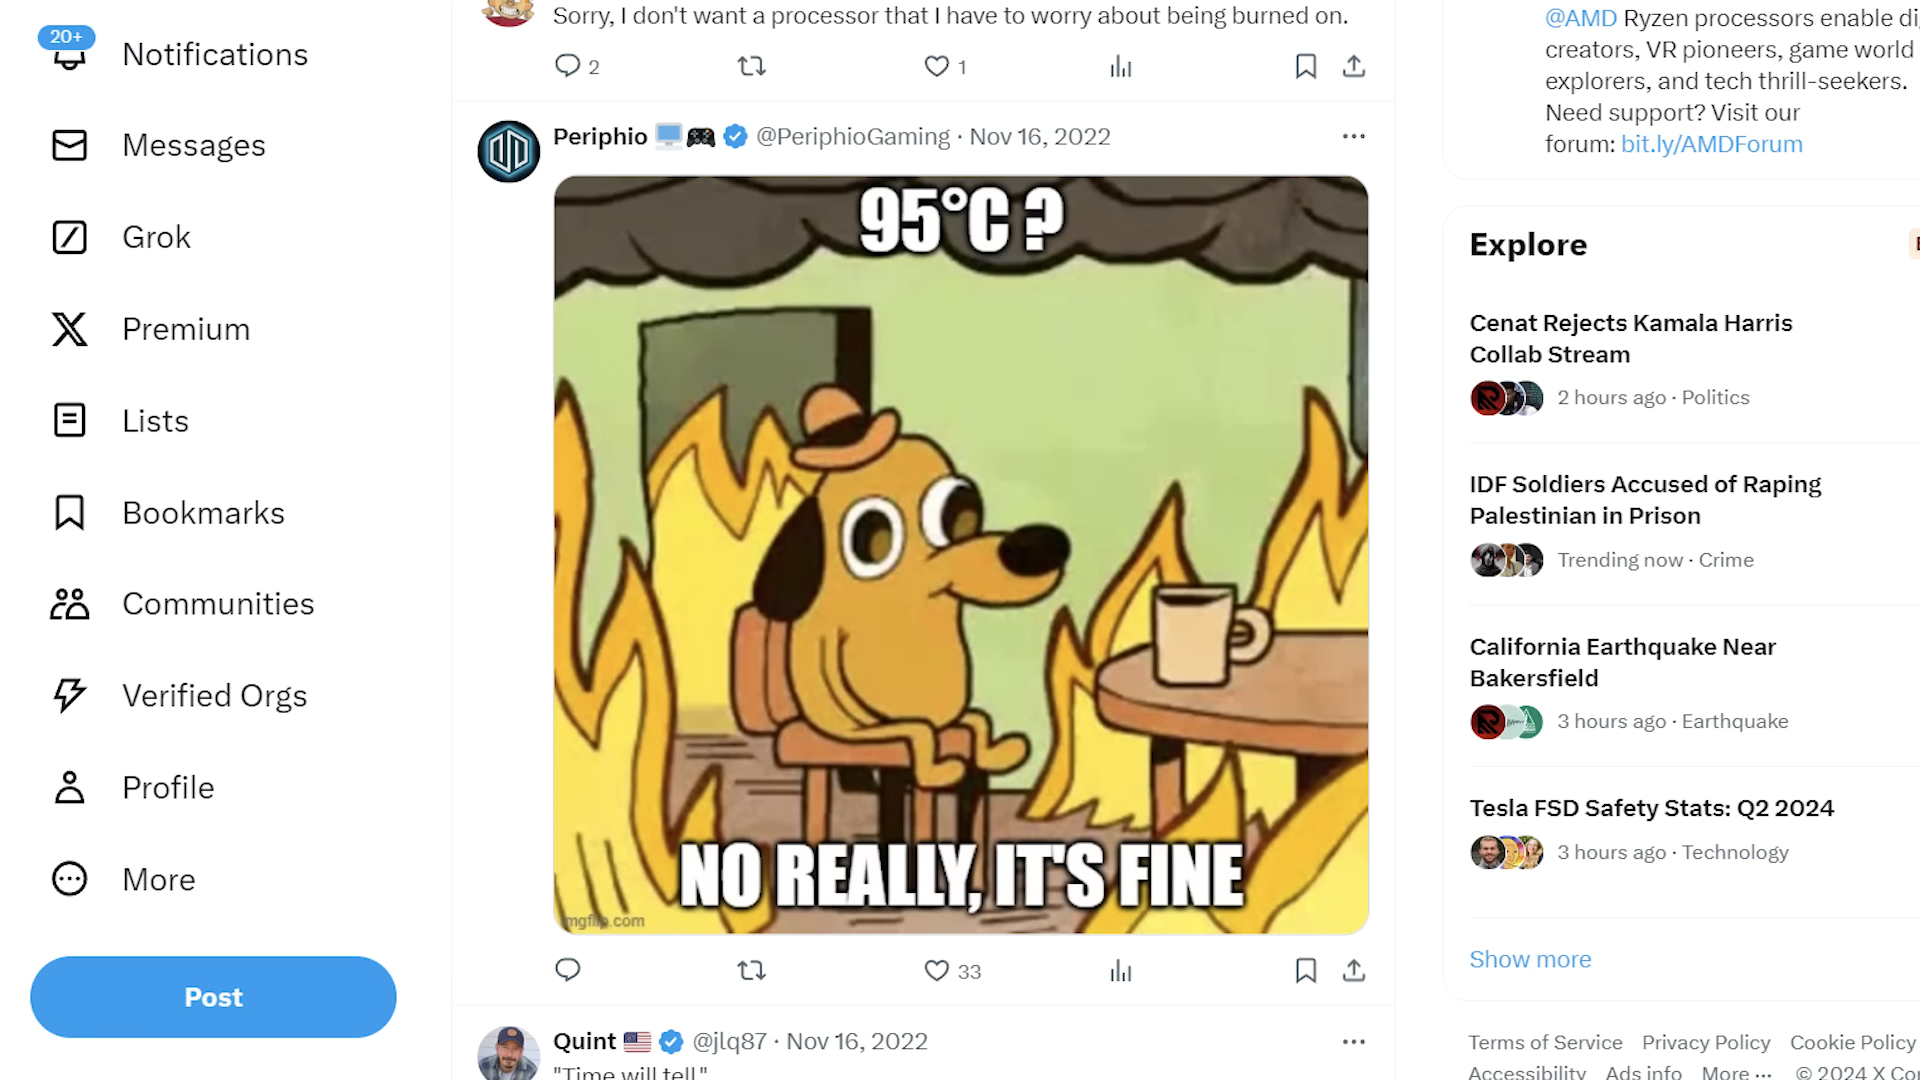 20+
Notifications
Messages
Grok
Premium
Lists
Bookmarks
Communities
Verified Orgs
Profile
More
Post
Sorry, I don't want a processor that I have to worry about being burned on.
2
1
Periphio @PeriphioGaming · Nov 16, 2022
95°C ?
NO REALLY, IT'S FINE
imgflip.com
33
Quint @jlq87 · Nov 16, 2022
"Time will tell."
@AMD Ryzen processors enable
creators, VR pioneers, game world
explorers, and tech thrill-seekers.
Need support? Visit our
forum: bit.ly/AMDForum
Explore
Cenat Rejects Kamala Harris
Collab Stream
2 hours ago · Politics
IDF Soldiers Accused of Raping
Palestinian in Prison
Trending now · Crime
California Earthquake Near
Bakersfield
3 hours ago · Earthquake
Tesla FSD Safety Stats: Q2 2024
3 hours ago · Technology
Show more
Terms of Service Privacy Policy Cookie Policy
Accessibility Ads info More ··· © 2024 X